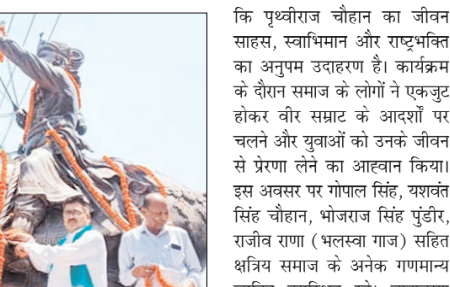 कि पृथ्वीराज चौहान का जीवन
साहस, स्वाभिमान और राष्ट्रभक्ति
का अनुपम उदाहरण है। कार्यक्रम
के दौरान समाज के लोगों ने एकजुट
होकर वीर सम्राट के आदर्शों पर
चलने और युवाओं को उनके जीवन
से प्रेरणा लेने का आह्वान किया।
इस अवसर पर गोपाल सिंह, यशवंत
सिंह चौहान, भोजराज सिंह पुंडीर,
राजीव राणा (भलस्वा गाज) सहित
क्षत्रिय समाज के अनेक गणमान्य